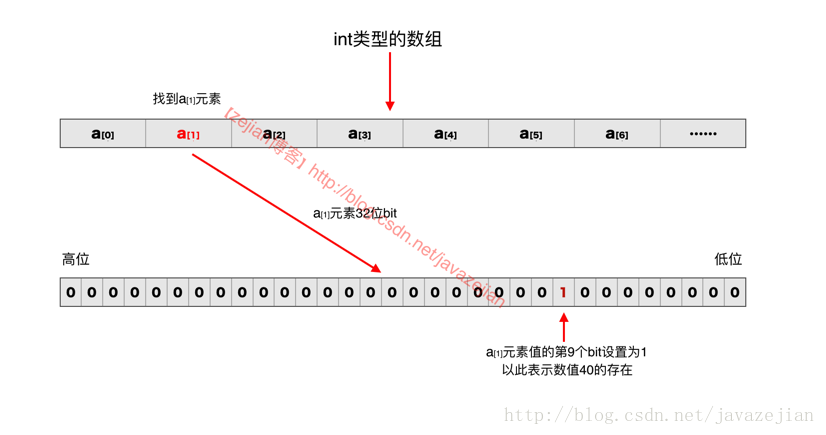 int类型的数组
找到a[1]元素
a[0] a[1] a[2] a[3] a[4] a[5] a[6] ······
【zejian博客】http://blog.csdn.net/javazejian
a[1]元素32位bit
高位 低位
0 0 0 0 0 0 0 0 0 0 0 0 0 0 0 0 0 0 0 0 0 0 0 1 0 0 0 0 0 0 0 0
a[1]元素值的第9个bit设置为1
以此表示数值40的存在
http://blog.csdn.net/javazejian